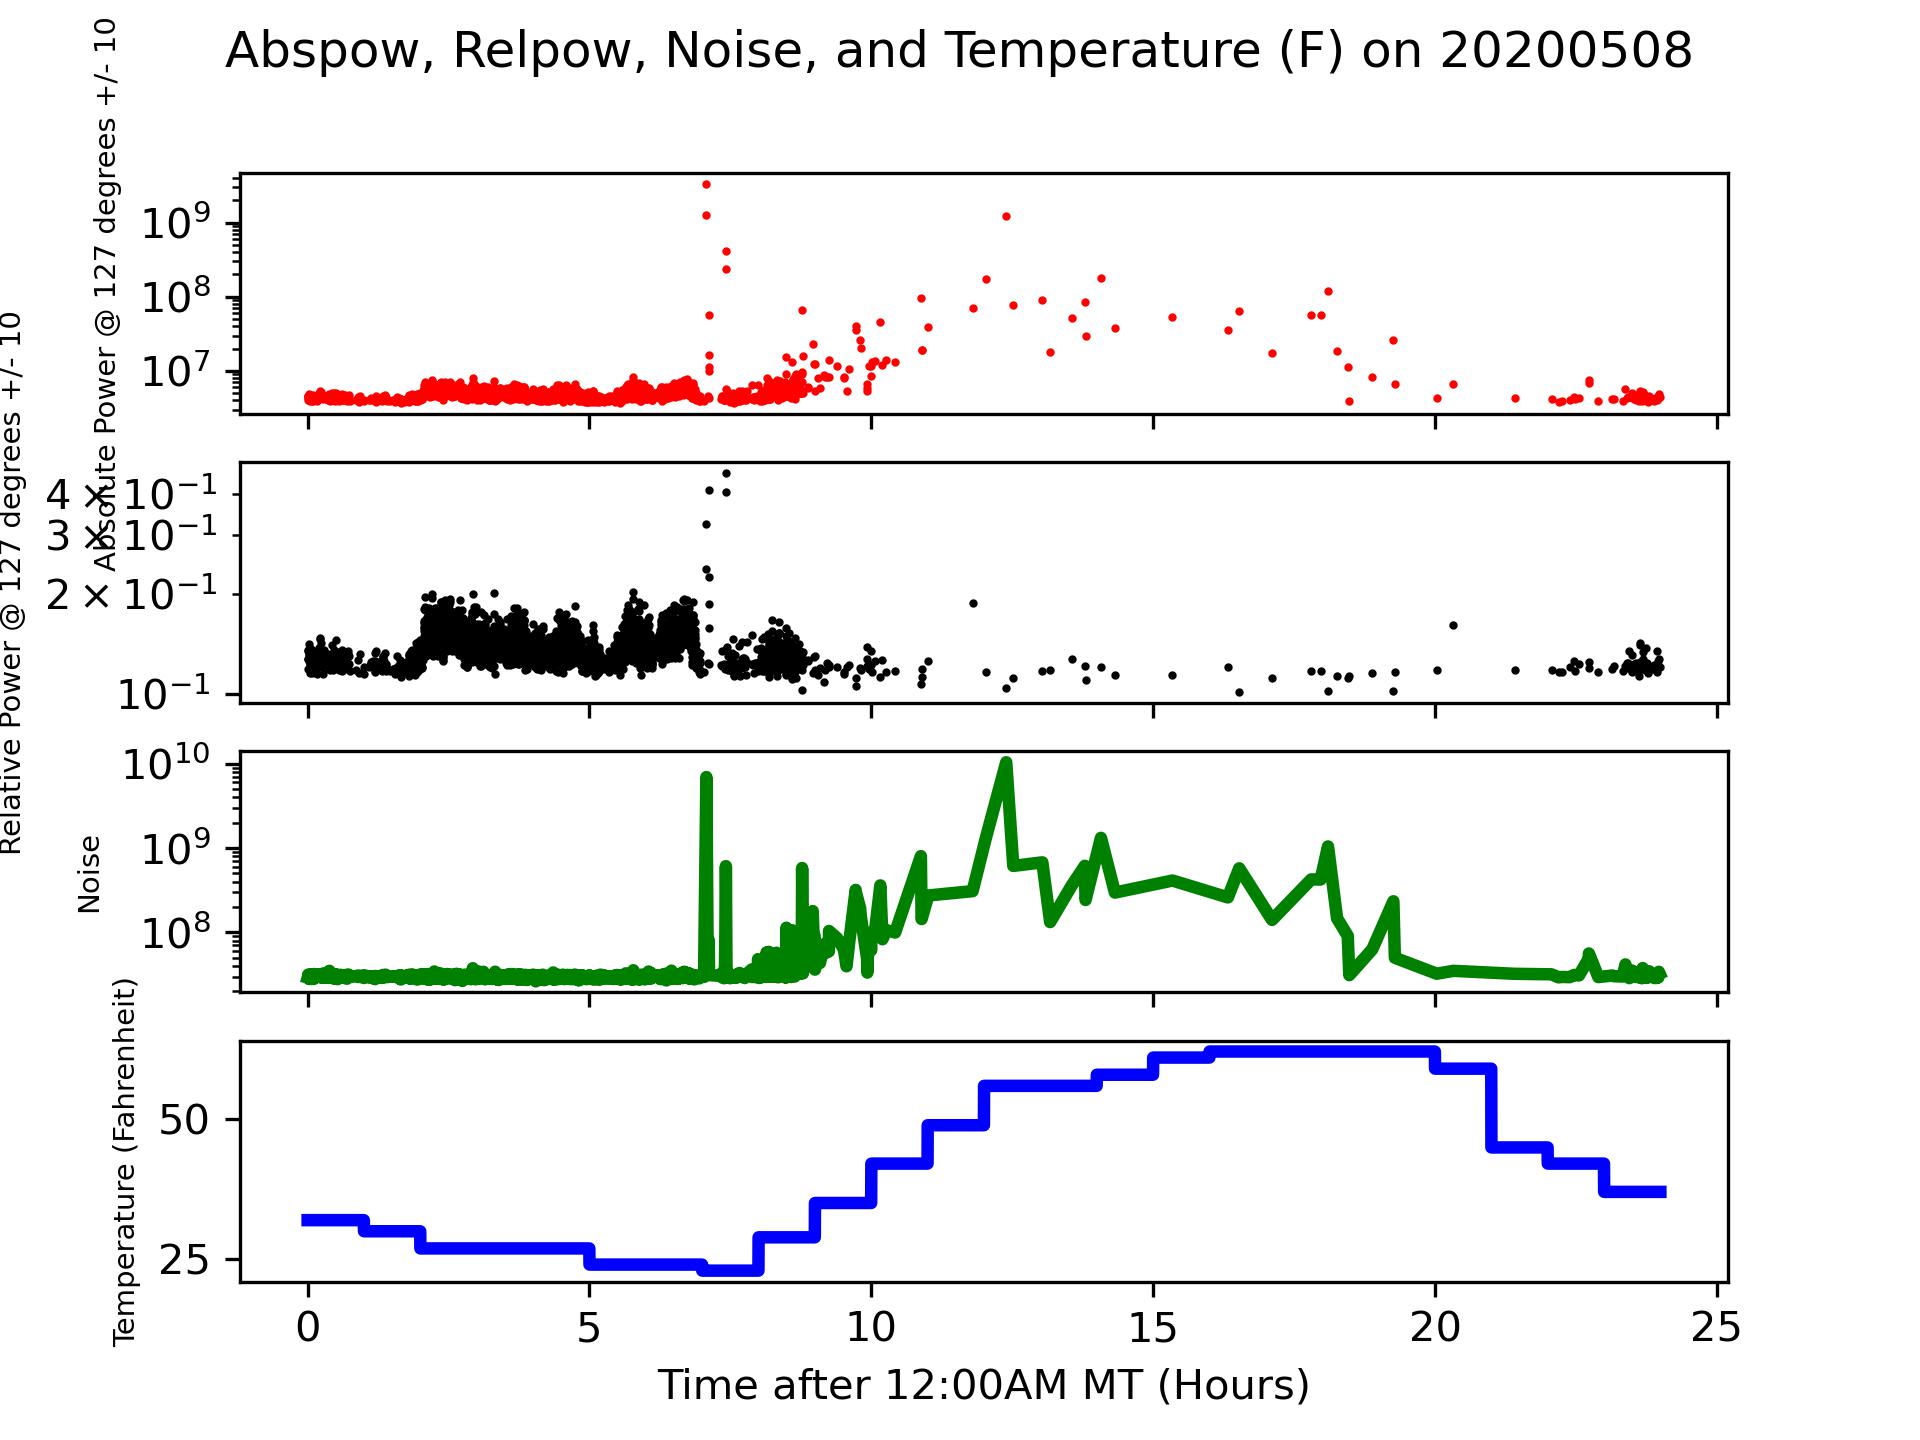 Abspow, Relpow, Noise, and Temperature (F) on 20200508
Absolute Power @ 127 degrees +/- 10
10⁹
10⁸
10⁷
Relative Power @ 127 degrees +/- 10
4 × 10⁻¹
3 × 10⁻¹
2 × 10⁻¹
10⁻¹
Noise
10¹⁰
10⁹
10⁸
Temperature (Fahrenheit)
50
25
0 5 10 15 20 25
Time after 12:00AM MT (Hours)